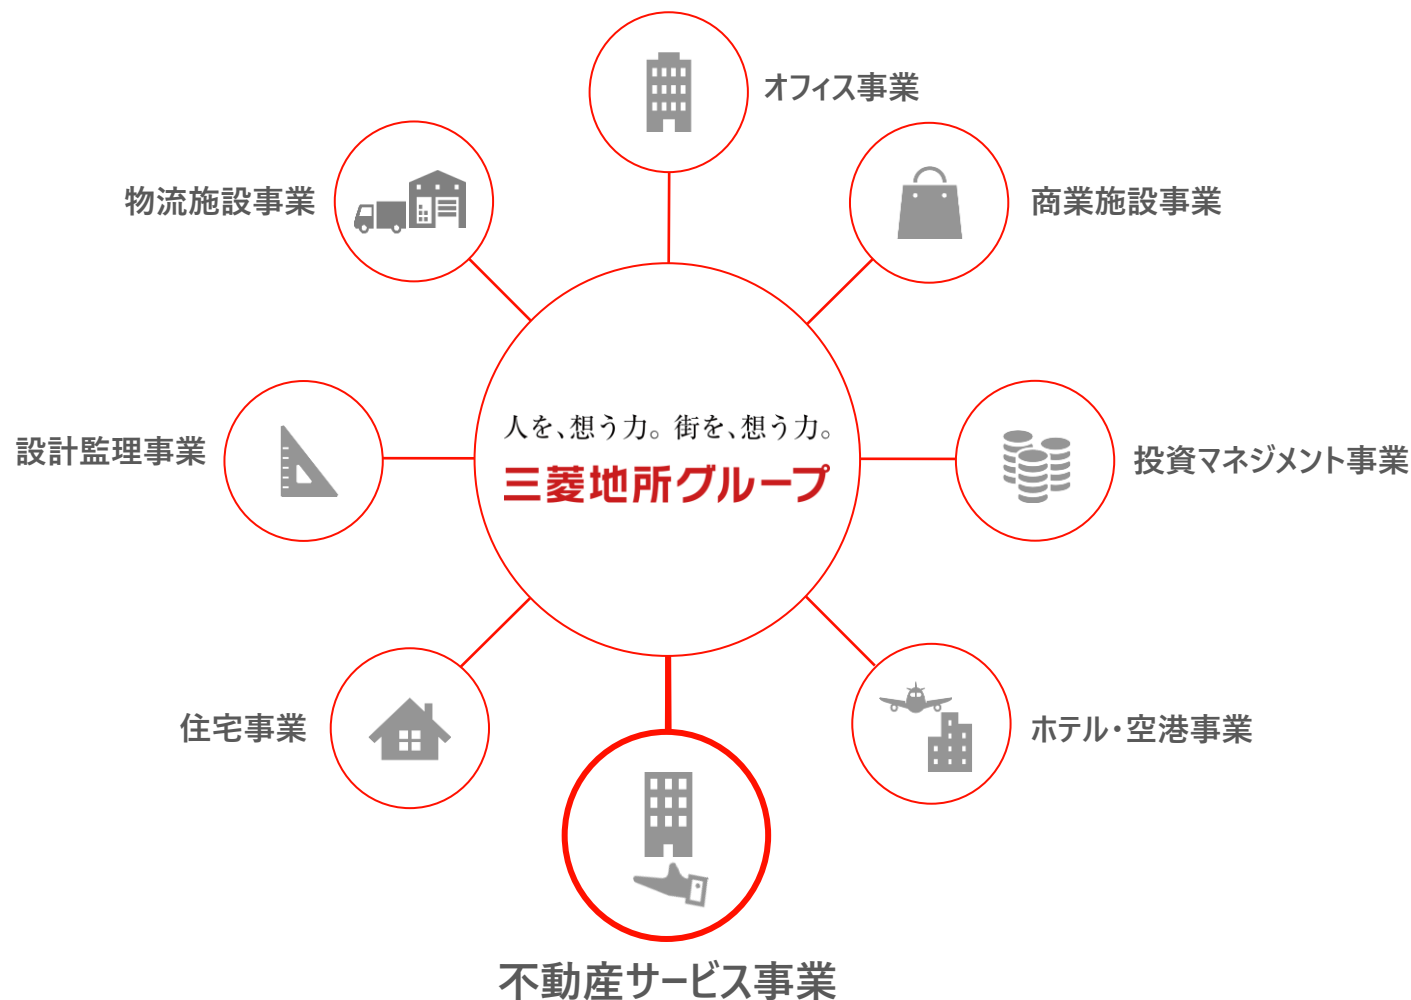 オフィス事業
物流施設事業
商業施設事業
人を、想う力。街を、想う力。
三菱地所グループ
設計監理事業
投資マネジメント事業
住宅事業
ホテル・空港事業
不動産サービス事業